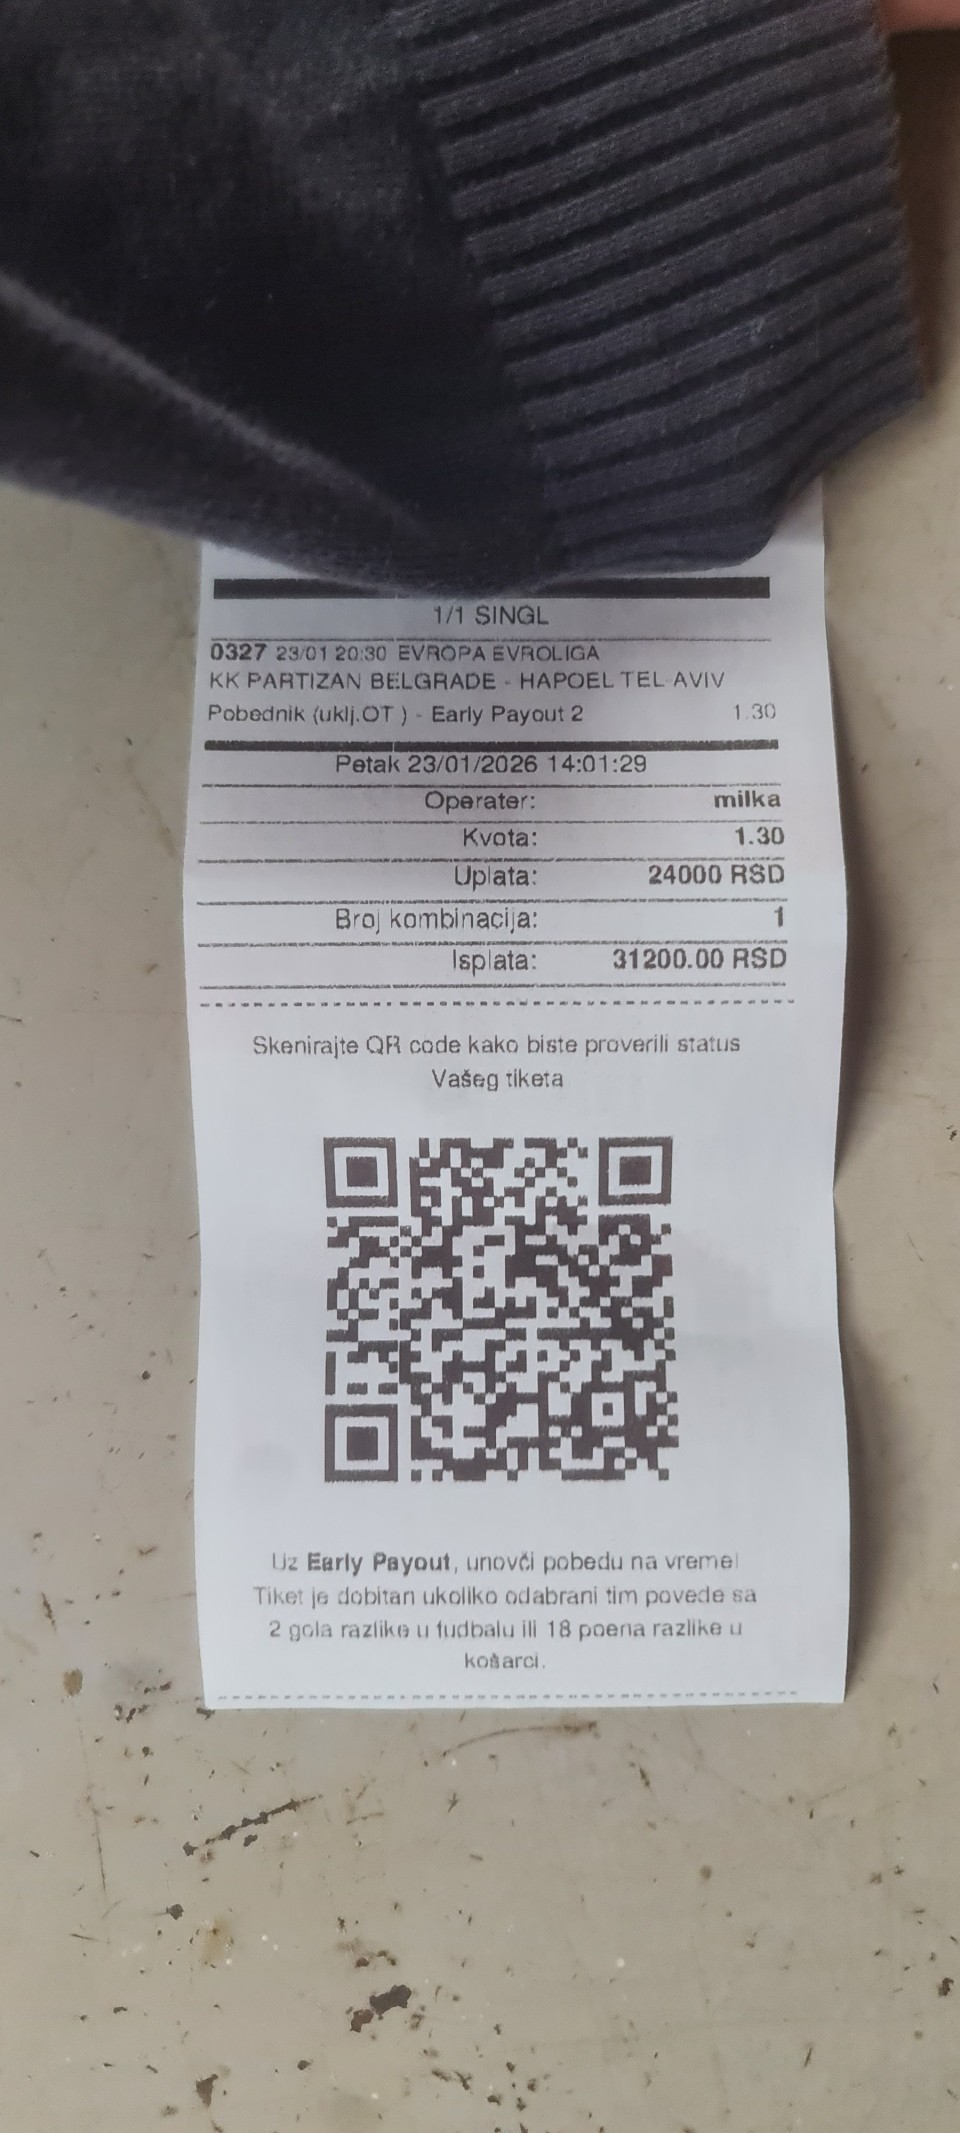 1/1 SINGL
0327 23/01 20:30 EVROPA EVROLIGA
KK PARTIZAN BELGRADE - HAPOEL TEL AVIV
Pobednik (uklj.OT ) - Early Payout 2 1.30
Petak 23/01/2026 14:01:29
Operater: milka
Kvota: 1.30
Uplata: 24000 RSD
Broj kombinacija: 1
Isplata: 31200.00 RSD
Skenirajte QR code kako biste proverili status
Vašeg tiketa
Uz Early Payout, unovči pobedu na vreme!
Tiket je dobitan ukoliko odabrani tim povede sa
2 gola razlike u fudbalu ili 18 poena razlike u
košarci.